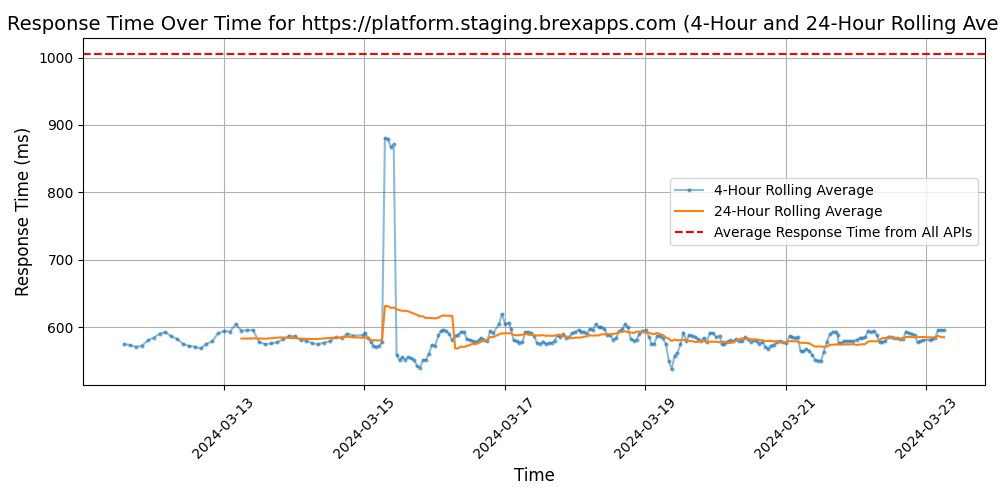 Response Time Over Time for https://platform.staging.brexapps.com (4-Hour and 24-Hour Rolling Ave
1000
900
800
700
600
Response Time (ms)
4-Hour Rolling Average
24-Hour Rolling Average
Average Response Time from All APIs
2024-03-13
2024-03-15
2024-03-17
2024-03-19
2024-03-21
2024-03-23
Time